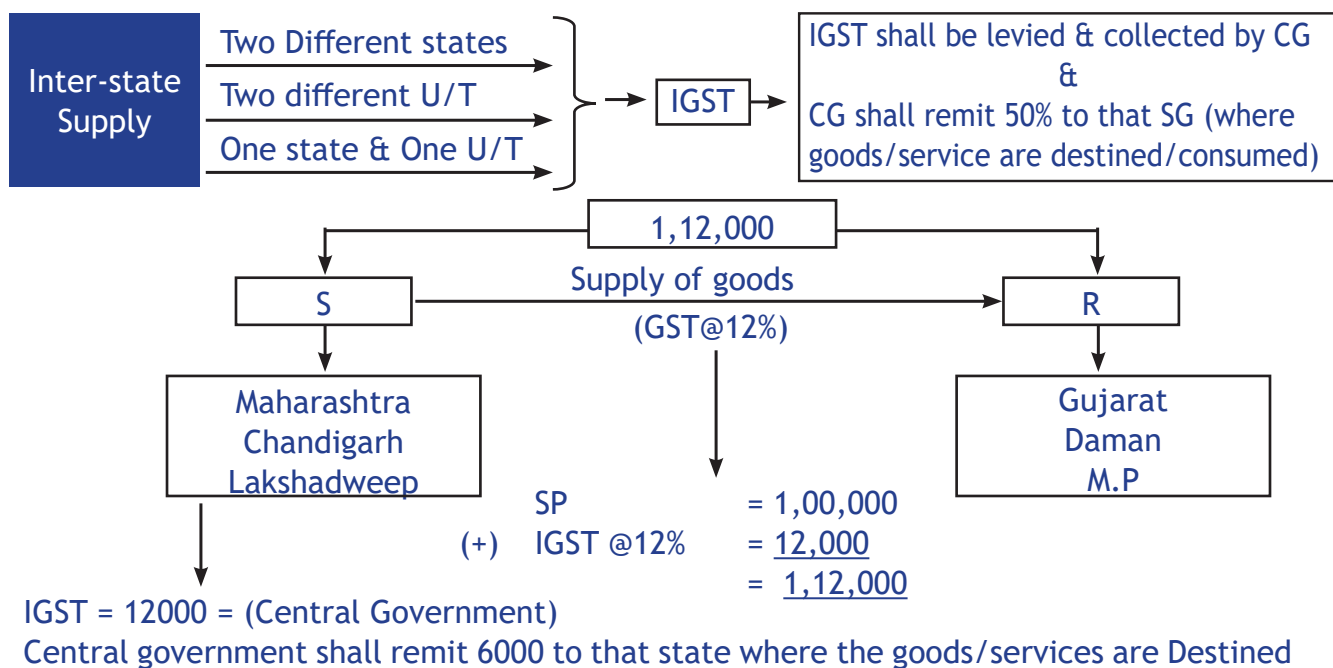 Inter-state
Supply
Two Different states
Two different U/T
One state & One U/T
IGST
IGST shall be levied & collected by CG
&
CG shall remit 50% to that SG (where
goods/service are destined/consumed)
1,12,000
S
Supply of goods
(GST@12%)
R
Maharashtra
Chandigarh
Lakshadweep
Gujarat
Daman
M.P
SP = 1,00,000
(+) IGST @12% = 12,000
= 1,12,000
IGST = 12000 = (Central Government)
Central government shall remit 6000 to that state where the goods/services are Destined